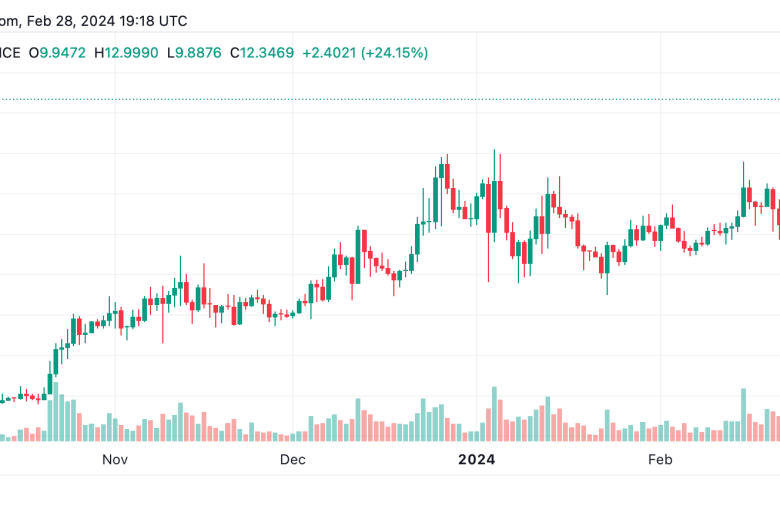 om, Feb 28, 2024 19:18 UTC
ICE O9.9472 H12.9990 L9.8876 C12.3469 +2.4021 (+24.15%)
Nov Dec 2024 Feb